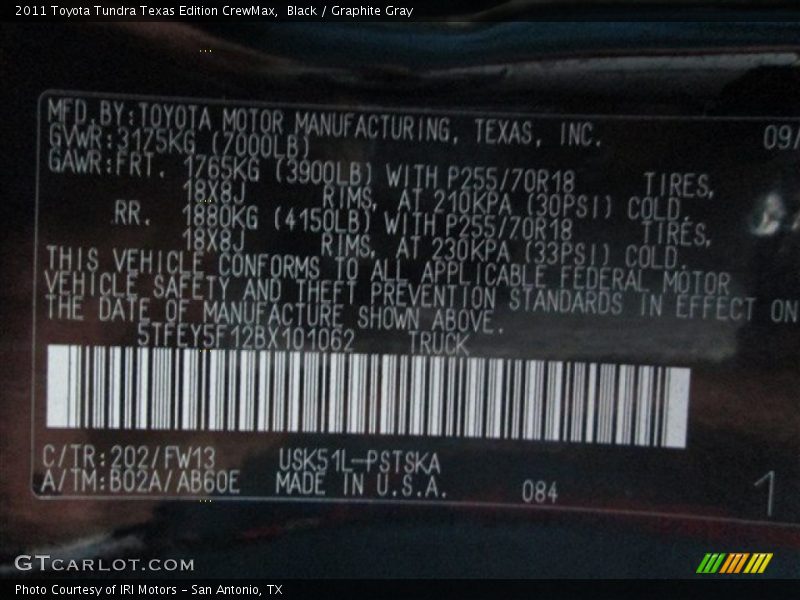 2011 Toyota Tundra Texas Edition CrewMax, Black / Graphite Gray
MFD.BY:TOYOTA MOTOR MANUFACTURING, TEXAS, INC. 09/
GVWR:3175KG (7000LB)
GAWR:FRT. 1765KG (3900LB) WITH P255/70R18 TIRES,
18X8J RIMS, AT 210KPA (30PSI) COLD.
RR. 1880KG (4150LB) WITH P255/70R18 TIRES,
18X8J RIMS, AT 230KPA (33PSI) COLD.
THIS VEHICLE CONFORMS TO ALL APPLICABLE FEDERAL MOTOR
VEHICLE SAFETY AND THEFT PREVENTION STANDARDS IN EFFECT ON
THE DATE OF MANUFACTURE SHOWN ABOVE.
5TFEY5F12BX101062 TRUCK
C/TR:202/FW13 USK51L-PSTSKA
A/TM:B02A/AB60E MADE IN U.S.A. 084 1
GTCARLOT.COM
Photo Courtesy of IRI Motors - San Antonio, TX